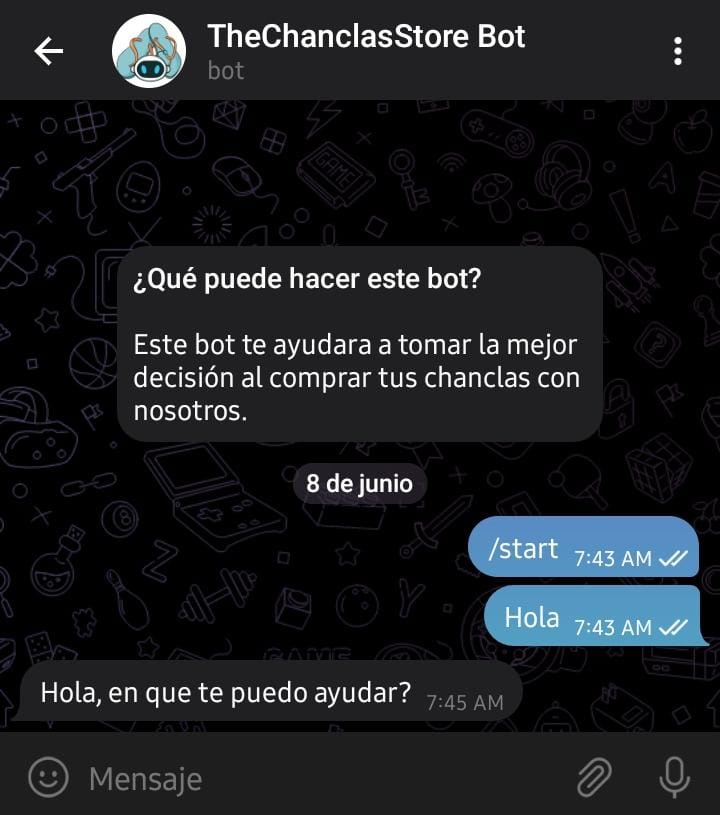 TheChanclasStore Bot
bot
GAME
¿Qué puede hacer este bot?
Este bot te ayudara a tomar la mejor
decisión al comprar tus chanclas con
nosotros.
8 de junio
/start 7:43 AM
Hola 7:43 AM
GAME
Hola, en que te puedo ayudar? 7:45 AM
Mensaje